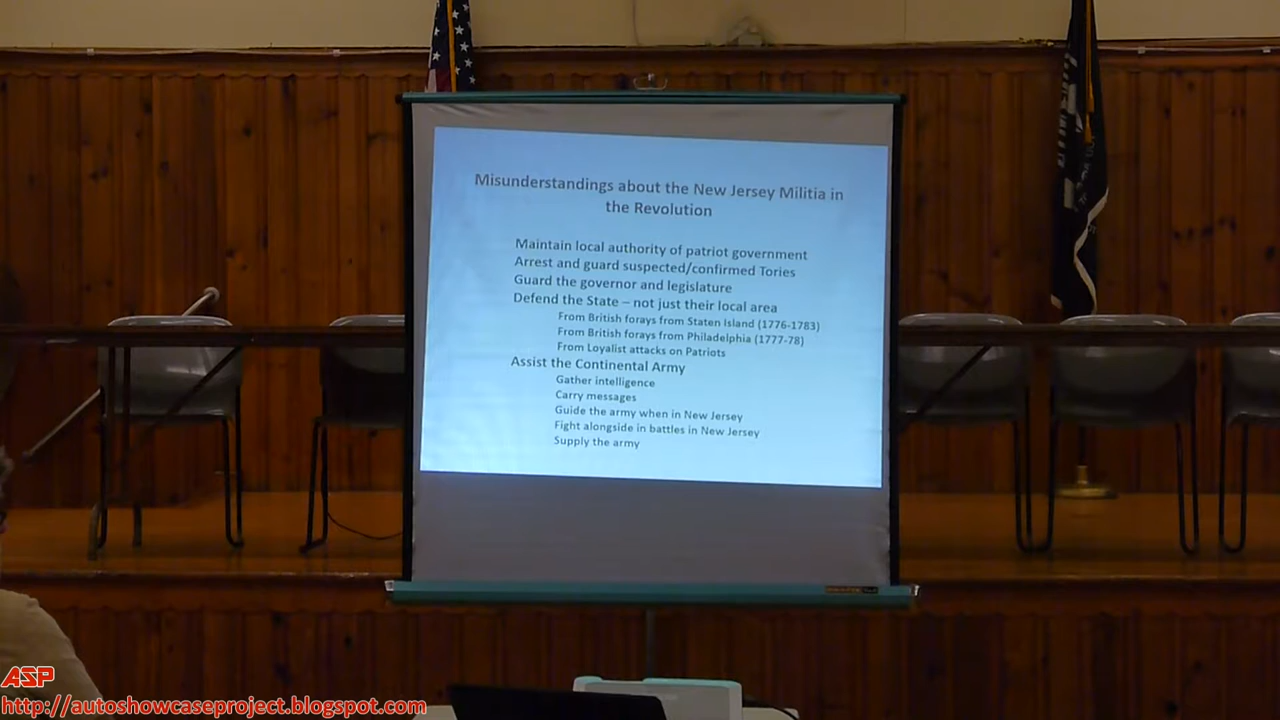 Misunderstandings about the New Jersey Militia in
the Revolution
Maintain local authority of patriot government
Arrest and guard suspected/confirmed Tories
Guard the governor and legislature
Defend the State – not just their local area
From British forays from Staten Island (1776-1783)
From British forays from Philadelphia (1777-78)
From Loyalist attacks on Patriots
Assist the Continental Army
Gather intelligence
Carry messages
Guide the army when in New Jersey
Fight alongside in battles in New Jersey
Supply the army
ASP
http://autoshowcaseproject.blogspot.com